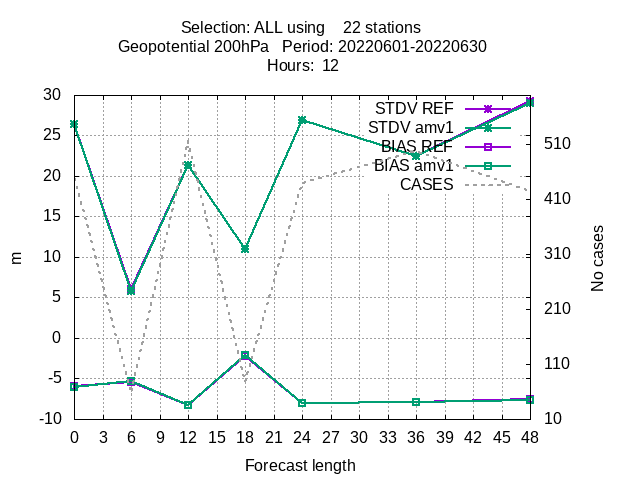 Selection: ALL using    22 stations
Geopotential 200hPa   Period: 20220601-20220630
Hours:  12
30
25
20
15
10
5
0
-5
-10
m
STDV REF
STDV amv1
BIAS REF
BIAS amv1
CASES
510
410
310
210
110
10
No cases
0 3 6 9 12 15 18 21 24 27 30 33 36 39 42 45 48
Forecast length